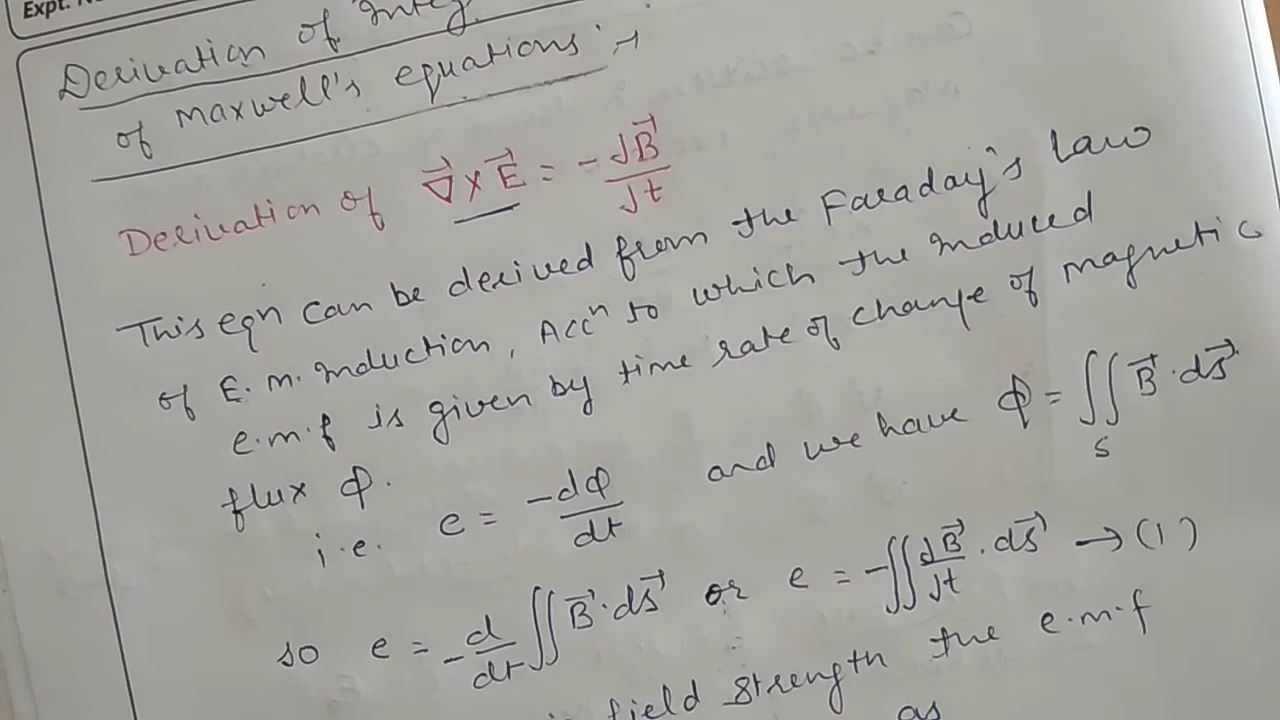 Expt.
Derivation of Integ.
of maxwell's equations :-
Derivation of ∇⃗ × E⃗ = -∂B⃗/∂t
This eqn can be derived from the Faraday's law
of E.m. induction, Accⁿ to which the induced
e.m.f is given by time rate of change of magnetic
flux φ.
i.e. e = -dφ/dt and we have φ = ∬_S B⃗.ds⃗
so e = -d/dt ∬ B⃗.ds⃗ or e = -∬ ∂B⃗/∂t . ds⃗ → (1)
field strength the e.m.f
as